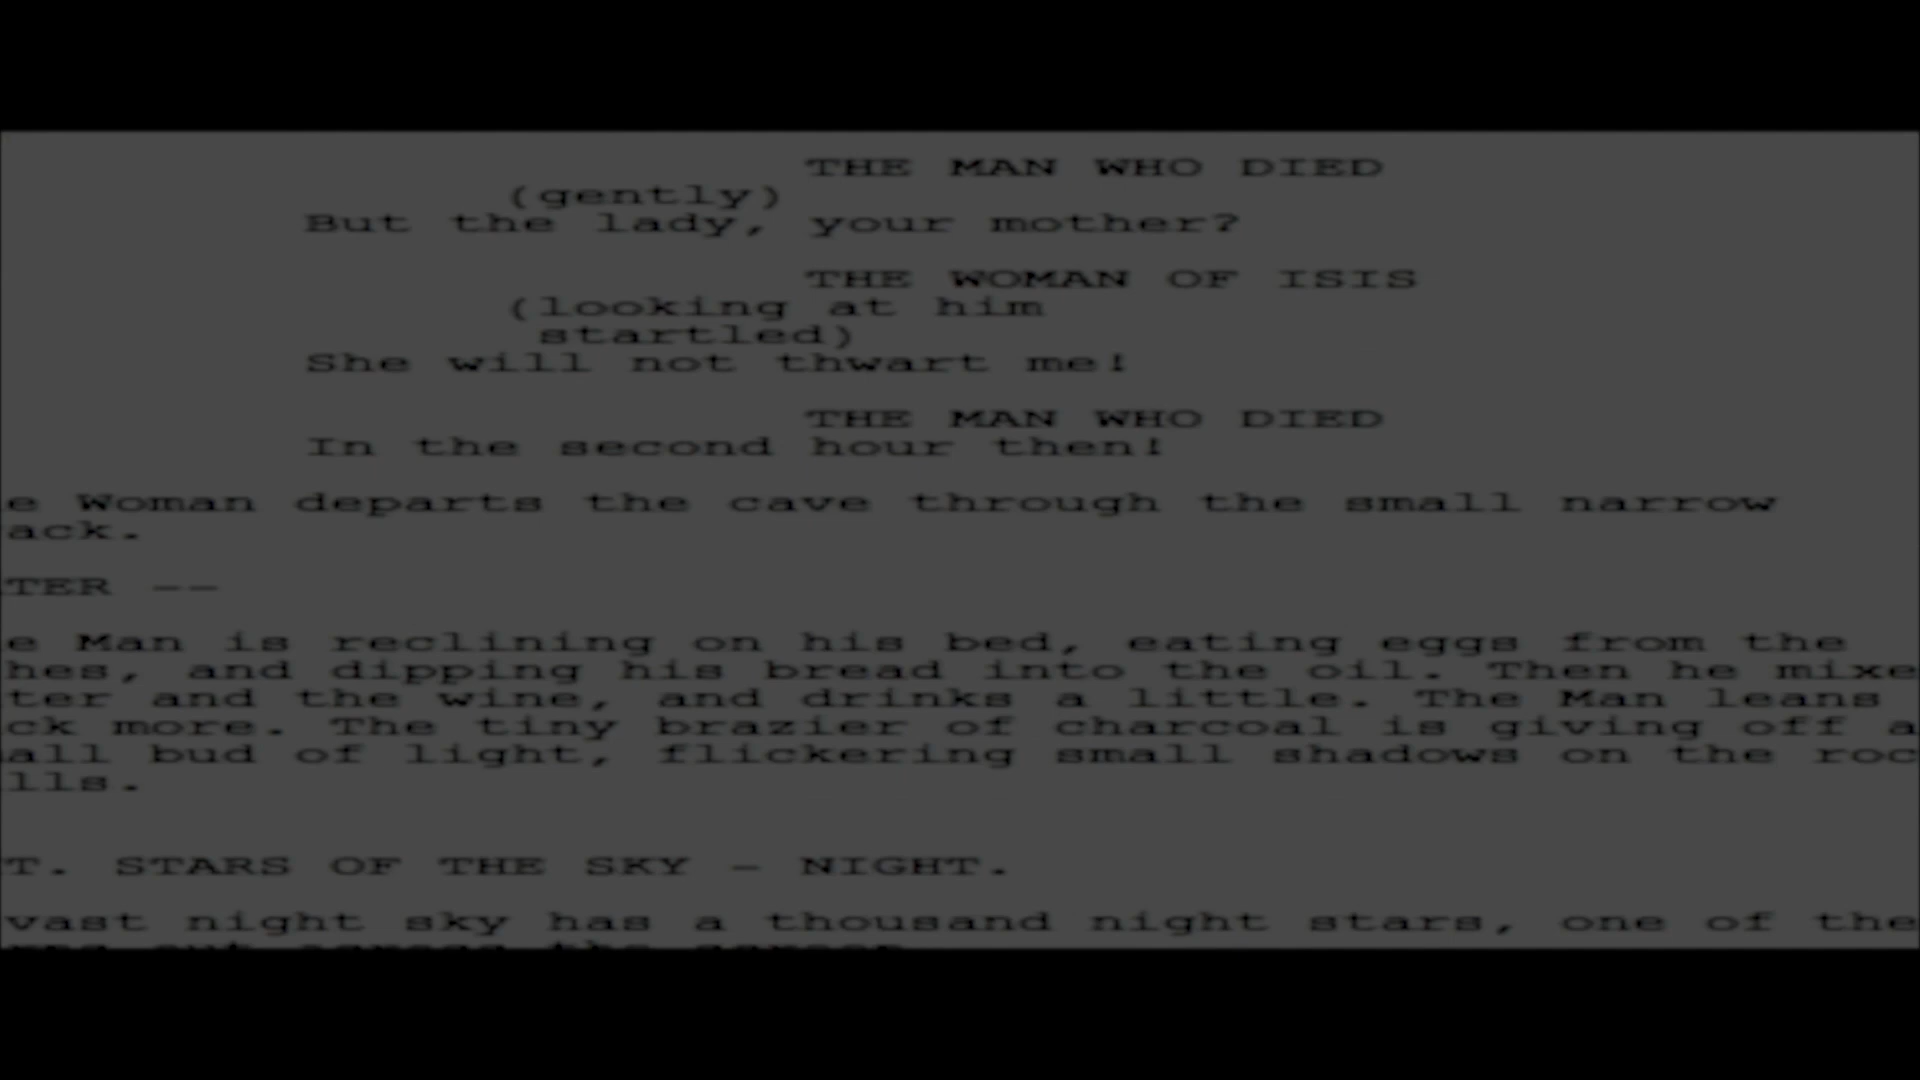 THE MAN WHO DIED
(gently)
But the lady, your mother?
THE WOMAN OF ISIS
(looking at him
startled)
She will not thwart me!
THE MAN WHO DIED
In the second hour then!
e Woman departs the cave through the small narrow
ack.
TER --
e Man is reclining on his bed, eating eggs from the
hes, and dipping his bread into the oil. Then he mixe
ter and the wine, and drinks a little. The Man leans
ck more. The tiny brazier of charcoal is giving off a
all bud of light, flickering small shadows on the roc
lls.
T. STARS OF THE SKY - NIGHT.
vast night sky has a thousand night stars, one of the
out across the screen